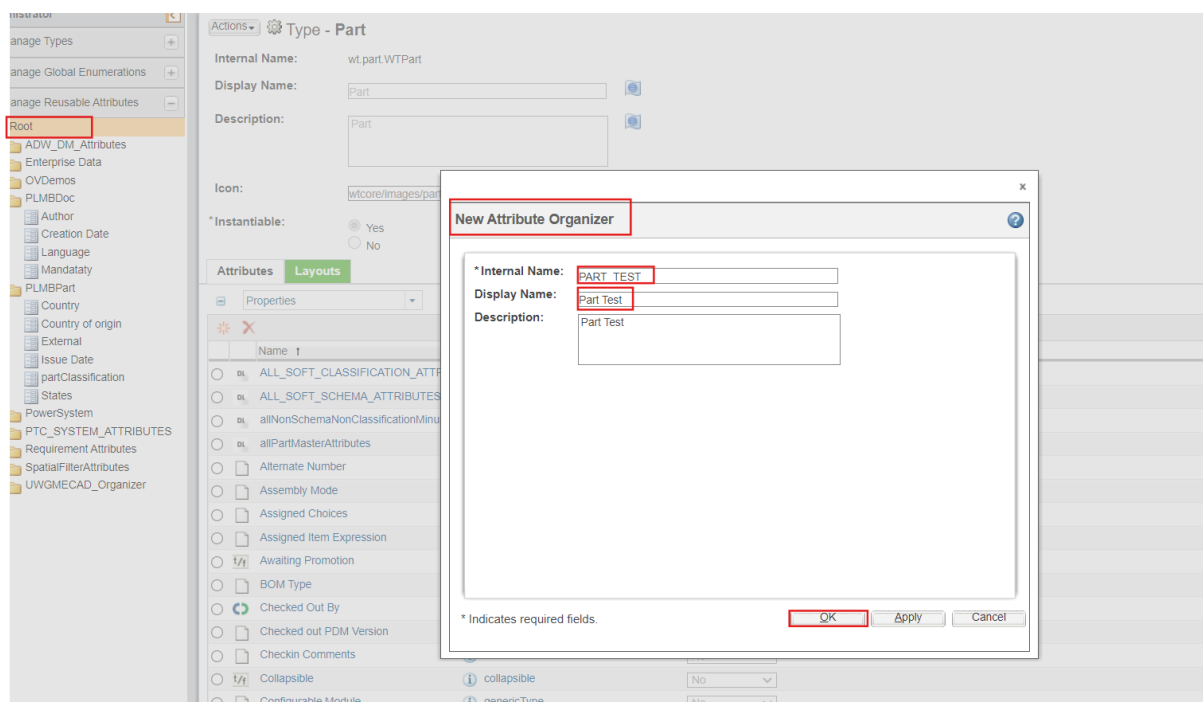 Actions
Type - Part
Internal Name: wt.part.WTPart
Display Name: Part
Description: Part
Icon: wtcore/images/par
*Instantiable: Yes
No
Attributes Layouts
Properties
Name
ALL_SOFT_CLASSIFICATION_ATTR
ALL_SOFT_SCHEMA_ATTRIBUTES
allNonSchemaNonClassificationMinu
allPartMasterAttributes
Alternate Number
Assembly Mode
Assigned Choices
Assigned Item Expression
Awaiting Promotion
BOM Type
Checked Out By
Checked out PDM Version
Checkin Comments
Collapsible collapsible No
Configurable Module genericType No
nistrator
anage Types
anage Global Enumerations
anage Reusable Attributes
Root
ADW_DM_Attributes
Enterprise Data
OVDemos
PLMBDoc
Author
Creation Date
Language
Mandataty
PLMBPart
Country
Country of origin
External
Issue Date
partClassification
States
PowerSystem
PTC_SYSTEM_ATTRIBUTES
Requirement Attributes
SpatialFilterAttributes
UWGMECAD_Organizer
x
New Attribute Organizer
*Internal Name: PART_TEST
Display Name: Part Test
Description: Part Test
* Indicates required fields.
OK Apply Cancel